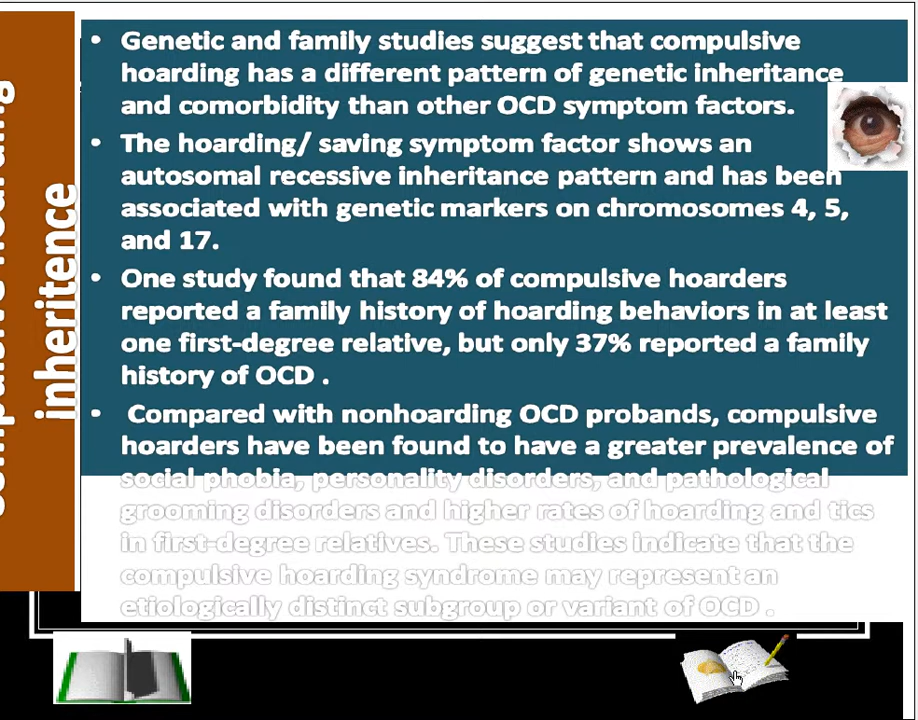 inheritence
• Genetic and family studies suggest that compulsive
hoarding has a different pattern of genetic inheritance
and comorbidity than other OCD symptom factors.
• The hoarding/ saving symptom factor shows an
autosomal recessive inheritance pattern and has been
associated with genetic markers on chromosomes 4, 5,
and 17.
• One study found that 84% of compulsive hoarders
reported a family history of hoarding behaviors in at least
one first-degree relative, but only 37% reported a family
history of OCD .
• Compared with nonhoarding OCD probands, compulsive
hoarders have been found to have a greater prevalence of
social phobia, personality disorders, and pathological
grooming disorders and higher rates of hoarding and tics
in first-degree relatives. These studies indicate that the
compulsive hoarding syndrome may represent an
etiologically distinct subgroup or variant of OCD .